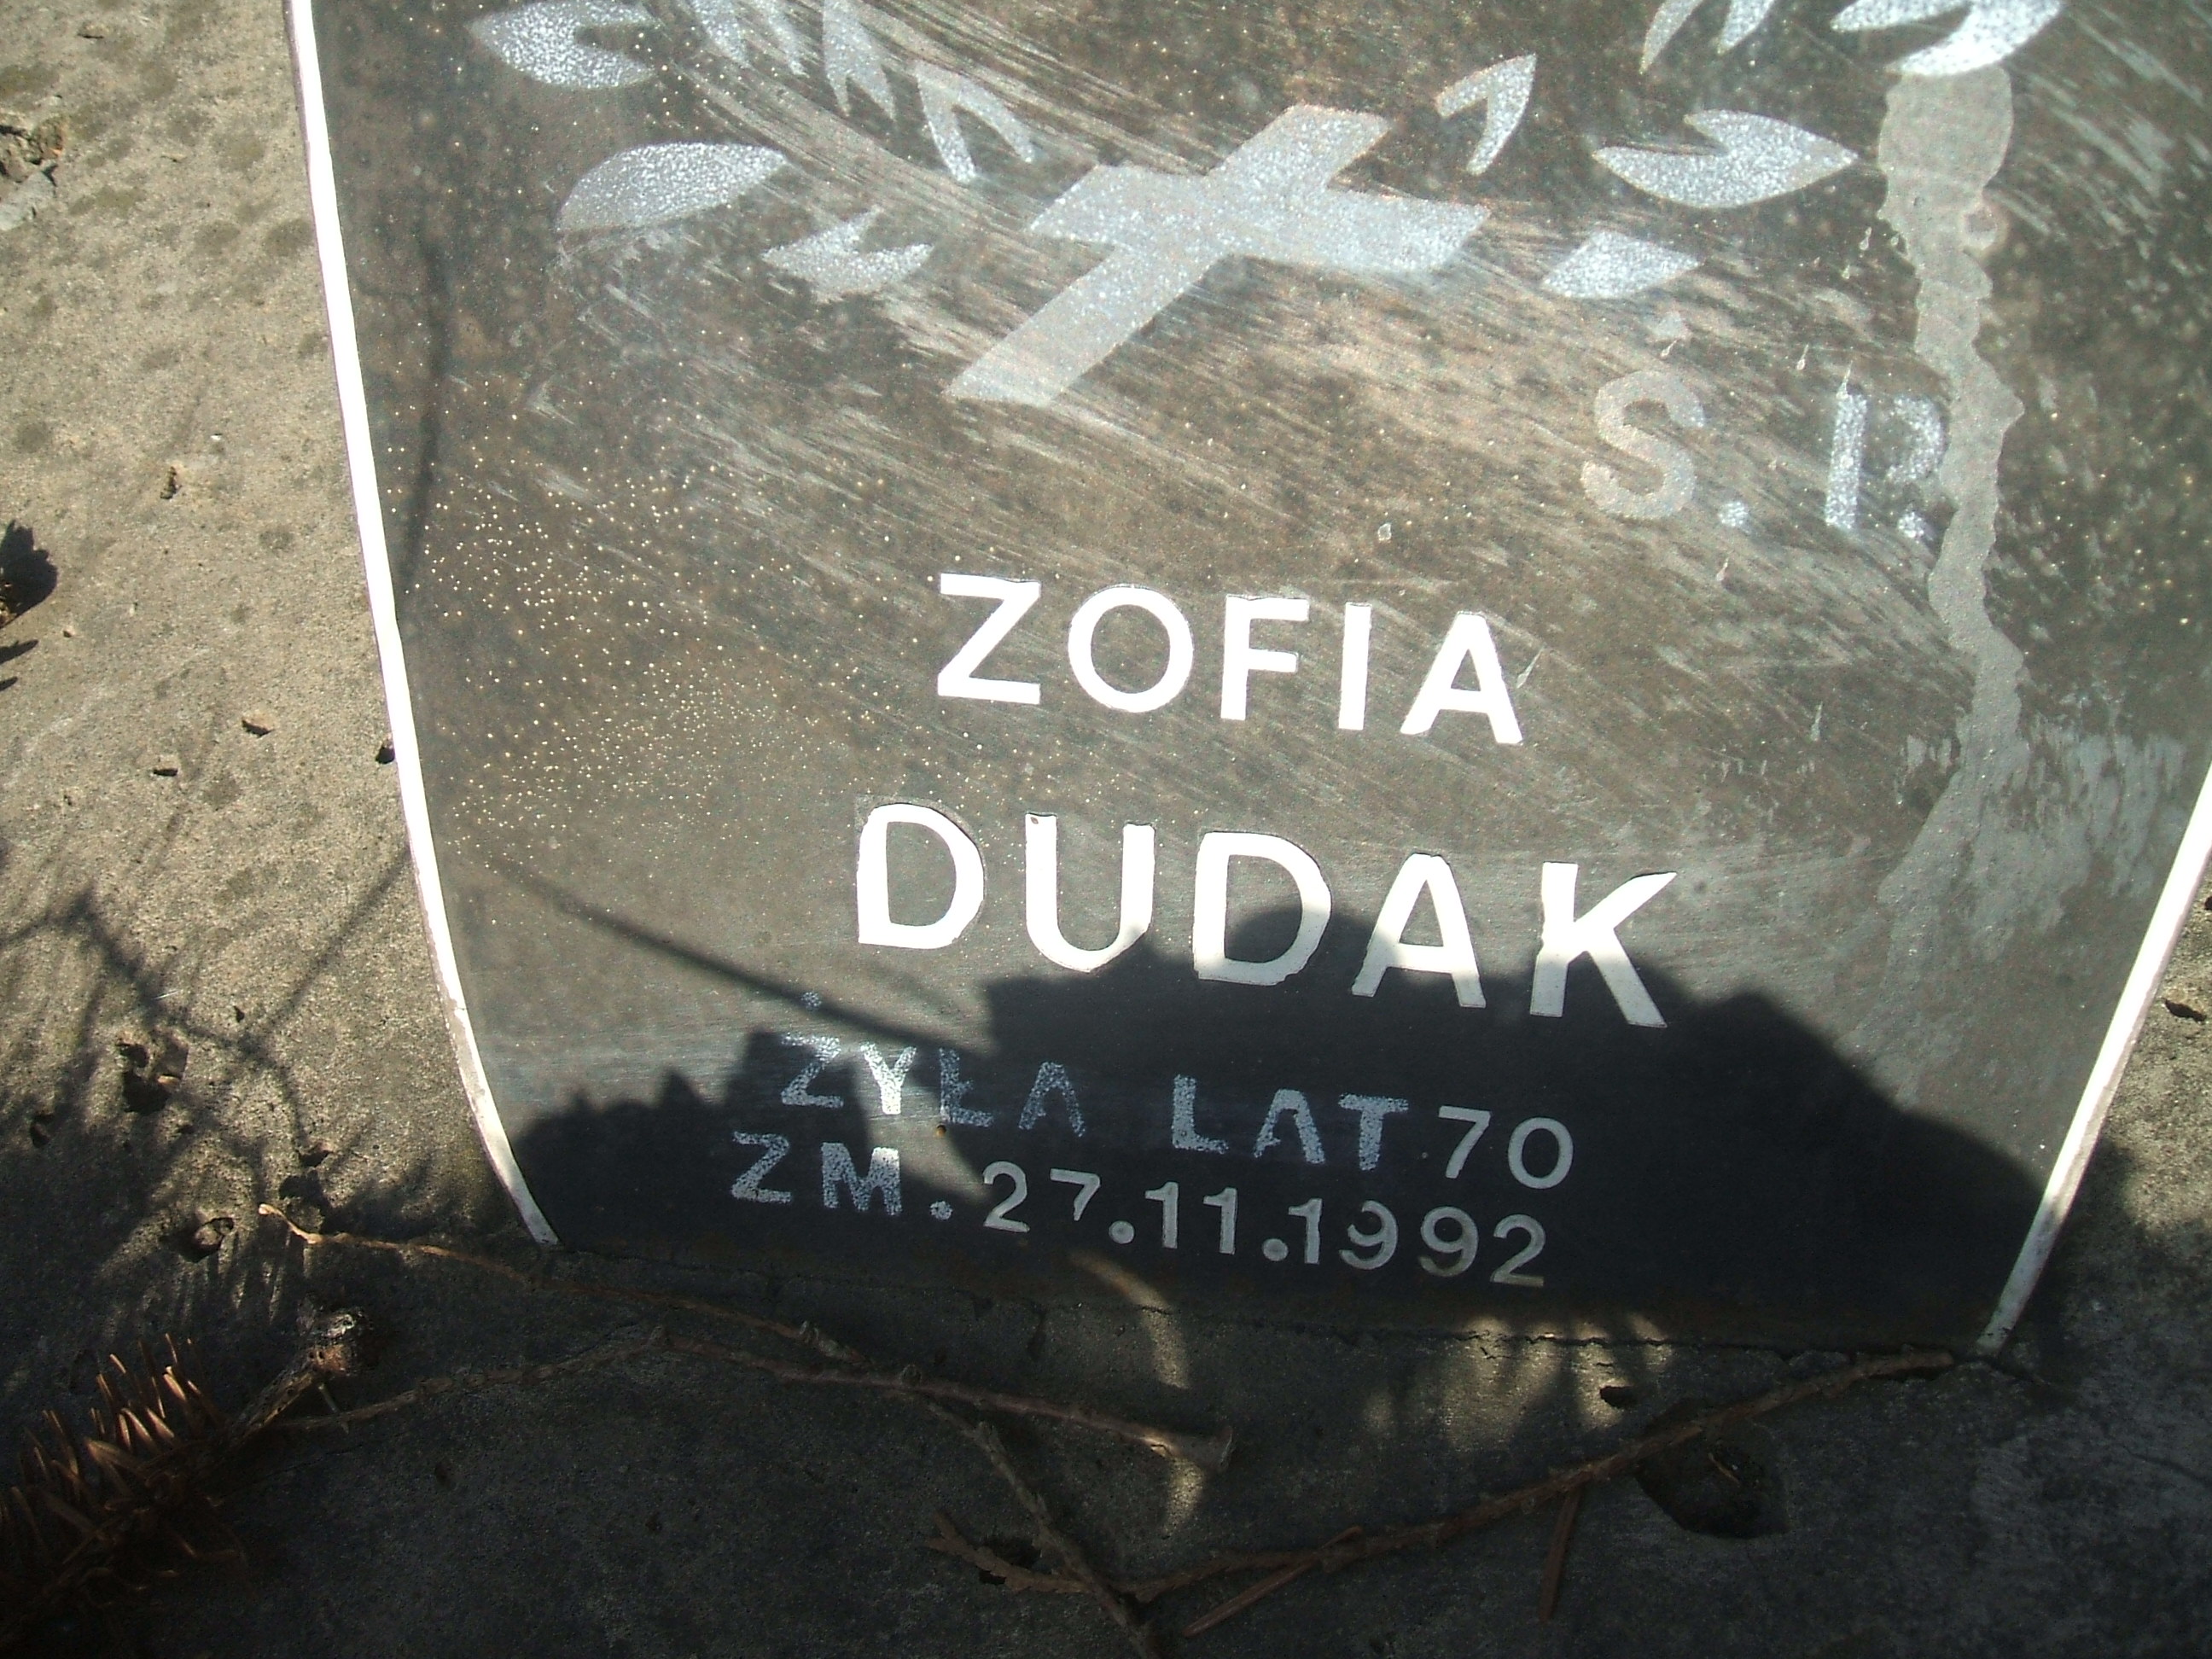 Ś. P.
ZOFIA
DUDAK
ŻYŁA LAT 70
ZM. 27.11.1992